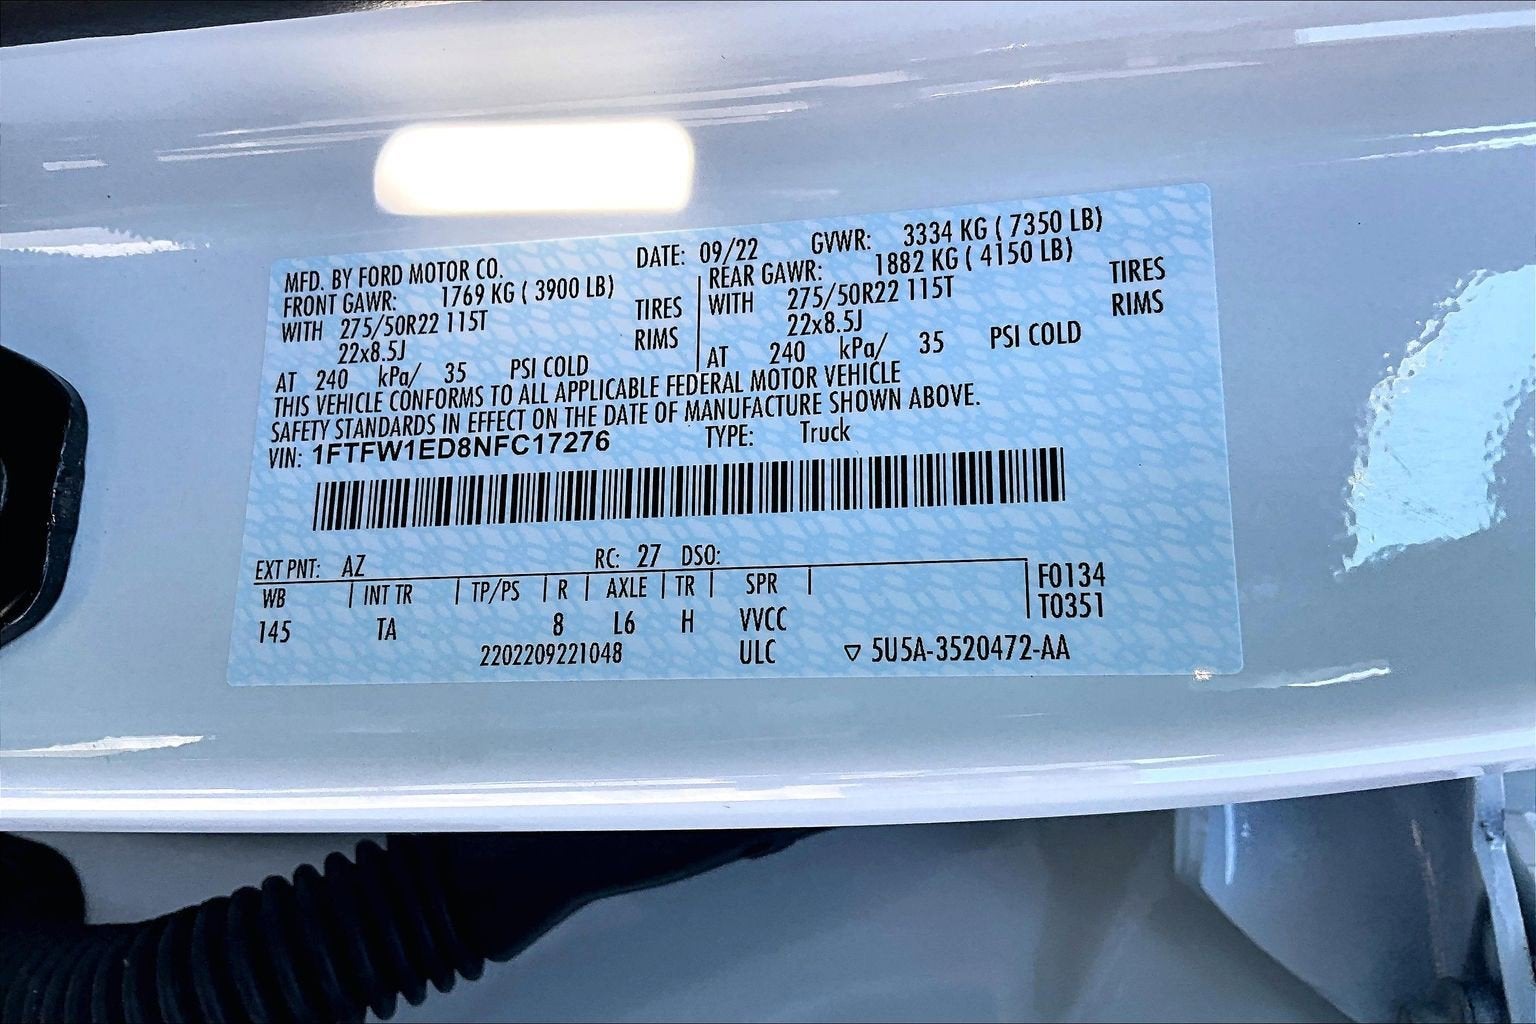 MFD. BY FORD MOTOR CO. DATE: 09/22 GVWR: 3334 KG ( 7350 LB)
FRONT GAWR: 1769 KG ( 3900 LB) REAR GAWR: 1882 KG ( 4150 LB)
WITH 275/50R22 115T TIRES WITH 275/50R22 115T TIRES
22x8.5J RIMS 22x8.5J RIMS
AT 240 kPa/ 35 PSI COLD AT 240 kPa/ 35 PSI COLD
THIS VEHICLE CONFORMS TO ALL APPLICABLE FEDERAL MOTOR VEHICLE
SAFETY STANDARDS IN EFFECT ON THE DATE OF MANUFACTURE SHOWN ABOVE.
VIN: 1FTFW1ED8NFC17276 TYPE: Truck
EXT PNT: AZ RC: 27 DSO:
WB INT TR TP/PS R AXLE TR SPR F0134
145 TA 8 L6 H VVCC T0351
2202209221048 ULC ▽ 5U5A-3520472-AA